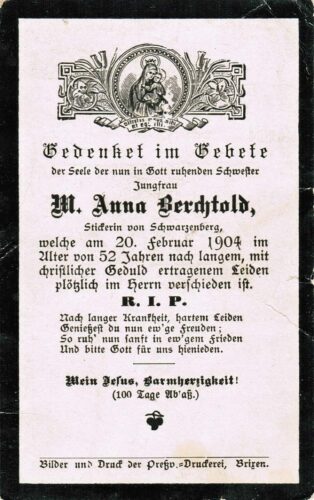 Gedenket im Gebete
der Seele der nun in Gott ruhenden Schwester
Jungfrau
M. Anna Berchtold,
Stickerin von Schwarzenberg,
welche am 20. Februar 1904 im
Alter von 52 Jahren nach langem, mit
christlicher Geduld ertragenem Leiden
plötzlich im Herrn verschieden ist.
R. I. P.
Nach langer Krankheit, hartem Leiden
Genießest du nun ew'ge Freuden;
So ruh' nun sanft in ew'gem Frieden
Und bitte Gott für uns hienieden.
Mein Jesus, Barmherzigkeit!
(100 Tage Ab'aß.)
Bilder und Druck der Preßv.=Druckerei, Brixen.